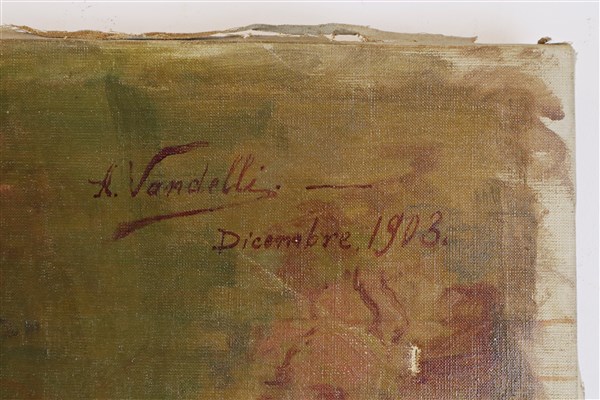 A. Vandelli. —
Dicembre, 1903.